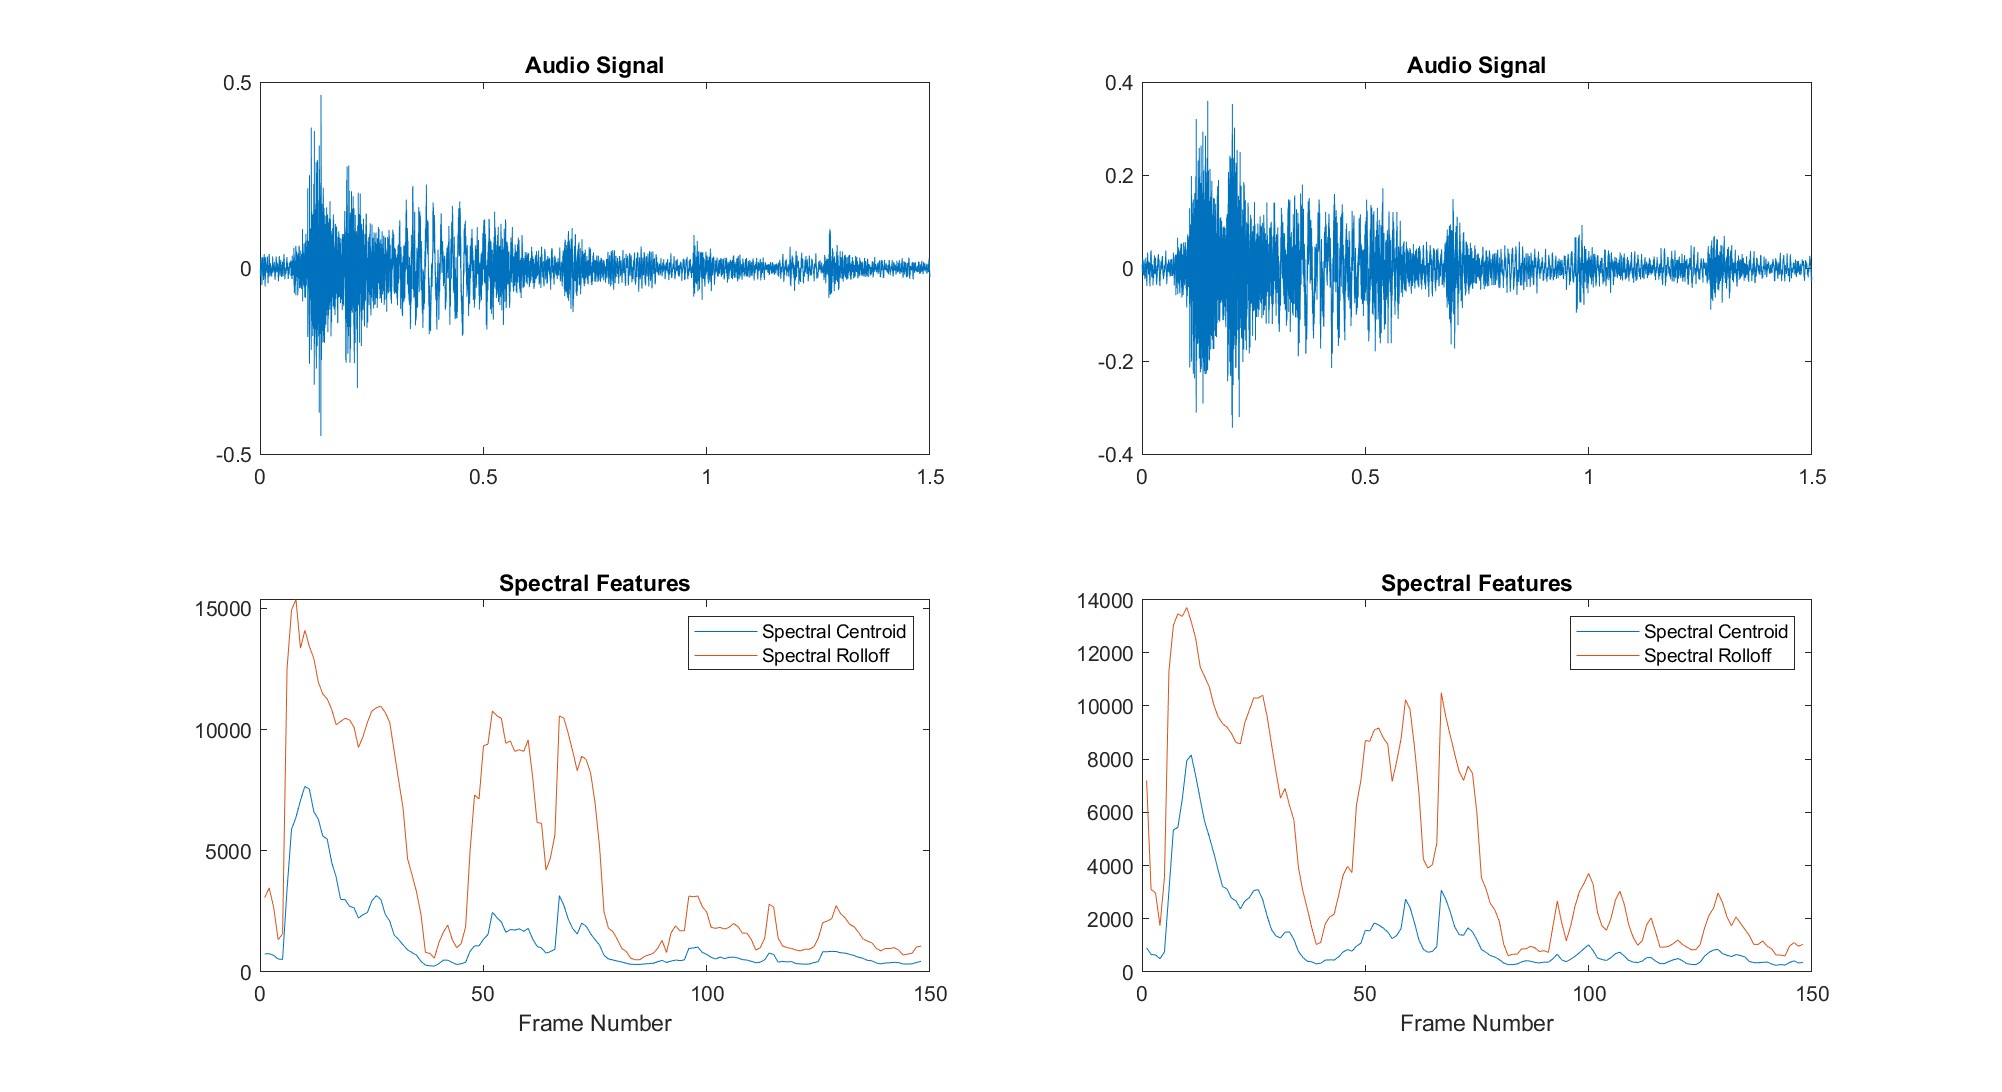 Audio Signal
0.5
0
-0.5
0 0.5 1 1.5
Audio Signal
0.4
0.2
0
-0.2
-0.4
0 0.5 1 1.5
Spectral Features
15000
10000
5000
0
Spectral Centroid
Spectral Rolloff
0 50 100 150
Frame Number
Spectral Features
14000
12000
10000
8000
6000
4000
2000
0
Spectral Centroid
Spectral Rolloff
0 50 100 150
Frame Number